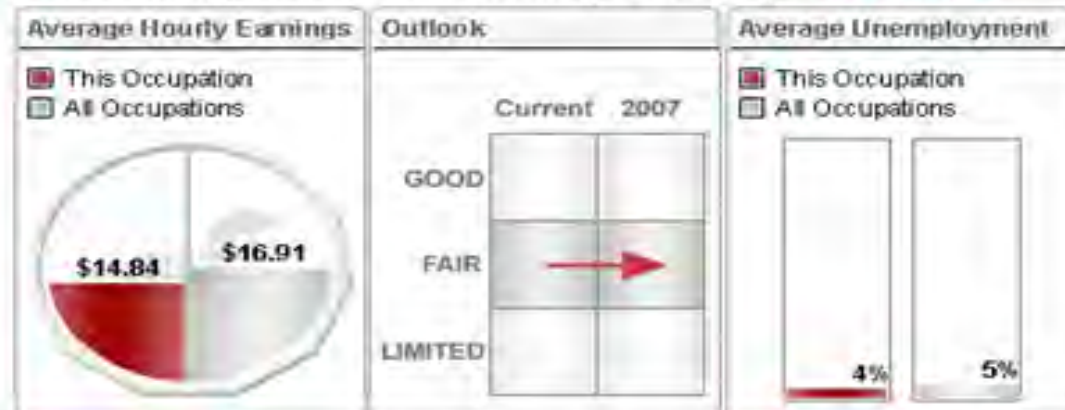 Average Hourly Earnings
This Occupation
All Occupations
$14.84
$16.91
Outlook
Current 2007
GOOD
FAIR
LIMITED
Average Unemployment
This Occupation
All Occupations
4%
5%